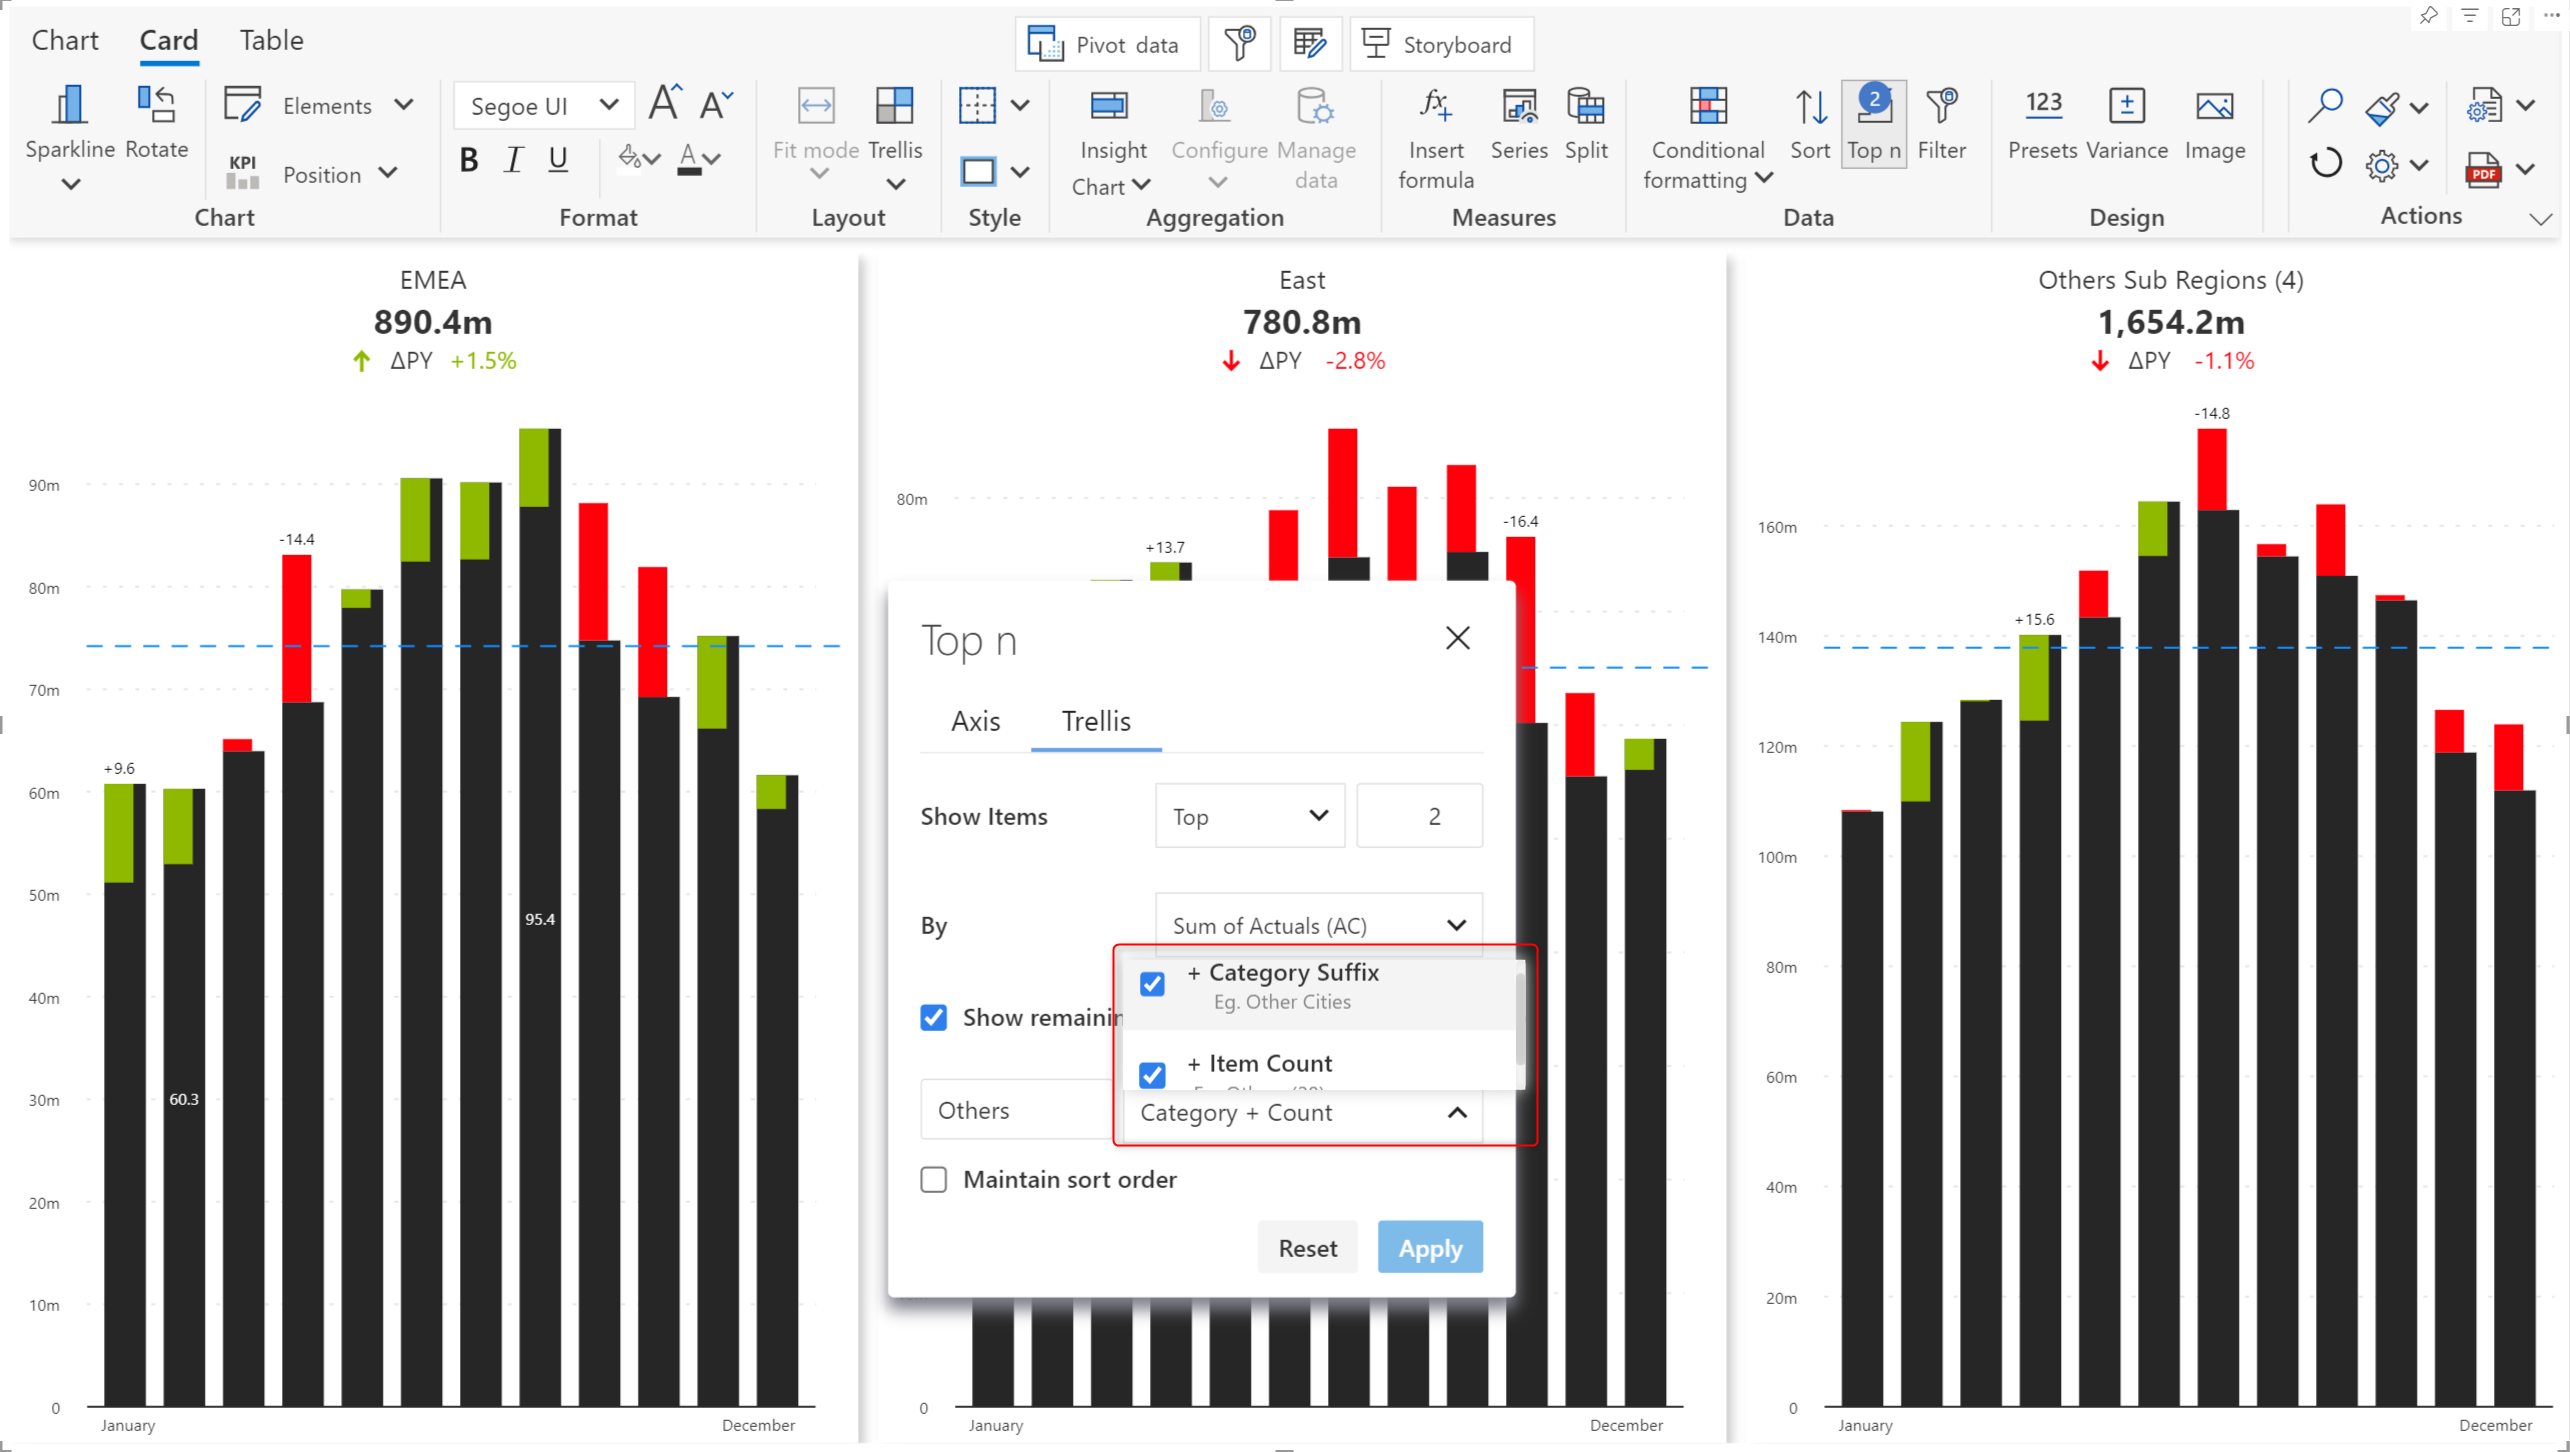 Chart Card Table
Pivot data Storyboard
Sparkline Rotate Elements Segoe UI A A Fit mode Trellis Insight Configure Manage Insert Series Split Conditional Sort 2 Top n Filter 123 Presets Variance Image
KPI Position B I U A Chart data formula formatting PDF
Chart Format Layout Style Aggregation Measures Data Design Actions
EMEA
890.4m
ΔPY +1.5%
90m
80m
70m
60m
50m
40m
30m
20m
10m
0
+9.6
-14.4
60.3
95.4
January December
East
780.8m
ΔPY -2.8%
80m
+13.7
-16.4
0
January December
Top n
Axis Trellis
Show Items Top 2
By Sum of Actuals (AC)
+ Category Suffix
Eg. Other Cities
Show
+ Item Count
Others Category + Count
Maintain sort order
Reset Apply
Others Sub Regions (4)
1,654.2m
ΔPY -1.1%
-14.8
+15.6
160m
140m
120m
100m
80m
60m
40m
20m
0
January December